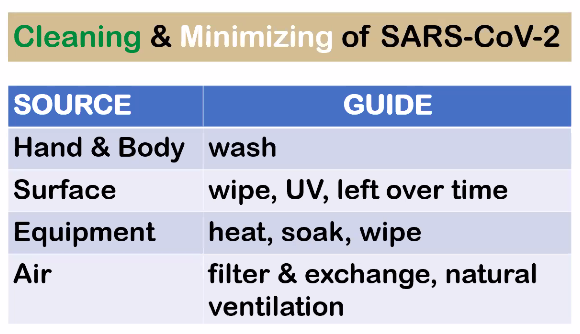 Cleaning & Minimizing of SARS-CoV-2
SOURCE GUIDE
Hand & Body wash
Surface wipe, UV, left over time
Equipment heat, soak, wipe
Air filter & exchange, natural
ventilation